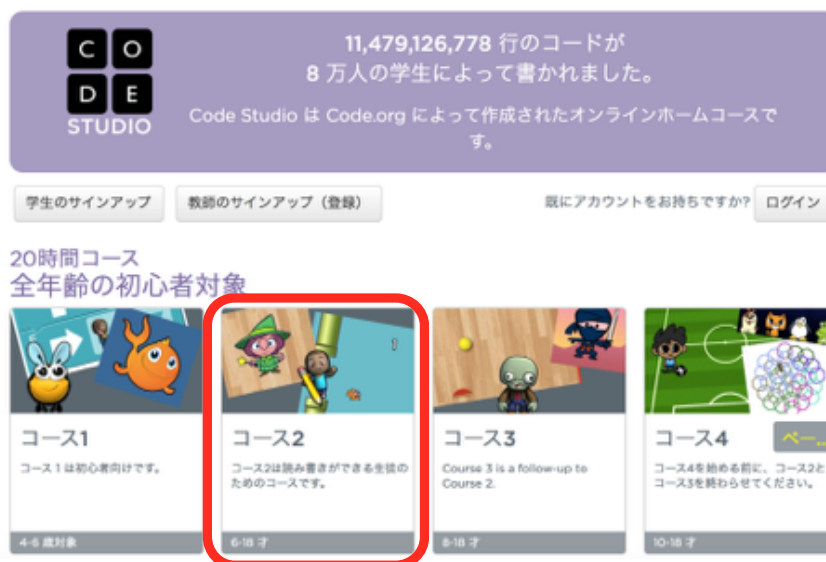 CO
DE
STUDIO
11,479,126,778 行のコードが
8 万人の学生によって書かれました。
Code Studio は Code.org によって作成されたオンラインホームコースで
す。
学生のサインアップ
教師のサインアップ（登録）
既にアカウントをお持ちですか?
ログイン
20時間コース
全年齢の初心者対象
1
コース1
コース1は初心者向けです。
4-6 歳対象
コース2
コース2は読み書きができる生徒の
ためのコースです。
6-18 才
コース3
Course 3 is a follow-up to
Course 2.
8-18 才
コース4
ベー...
コース4を始める前に、コース2と
コース3を終わらせてください。
10-18 才